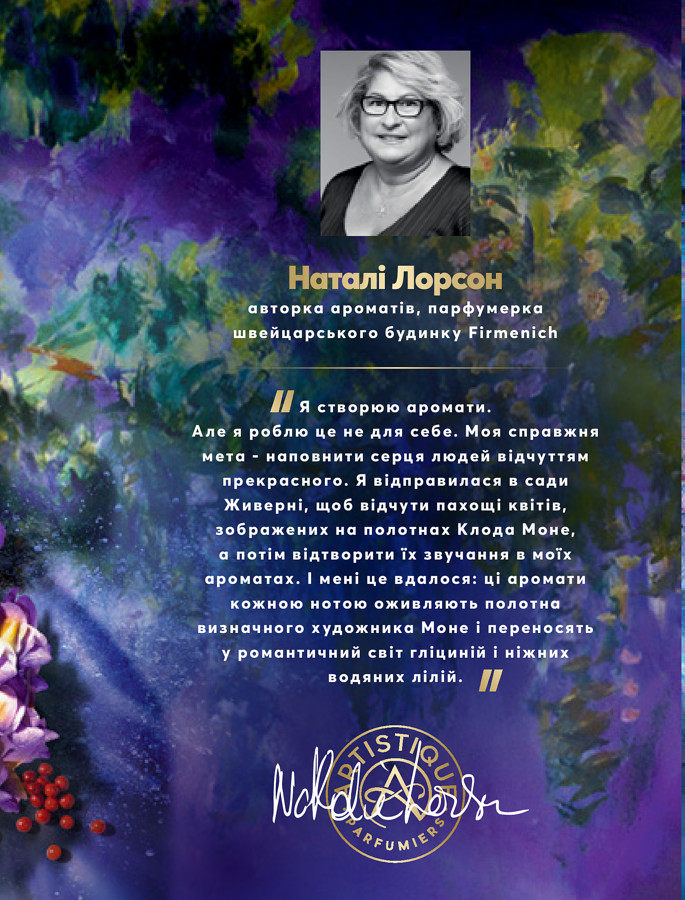 Наталі Лорсон
авторка ароматів, парфумерка
швейцарського будинку Firmenich
" Я створюю аромати.
Але я роблю це не для себе. Моя справжня
мета - наповнити серця людей відчуттям
прекрасного. Я відправилася в сади
Живерні, щоб відчути пахощі квітів,
зображених на полотнах Клода Моне,
а потім відтворити їх звучання в моїх
ароматах. І мені це вдалося: ці аромати
кожною нотою оживляють полотна
визначного художника Моне і переносять
у романтичний світ гліциній і ніжних
водяних лілій. "
ARTISTIQUE
PARFUMIERS